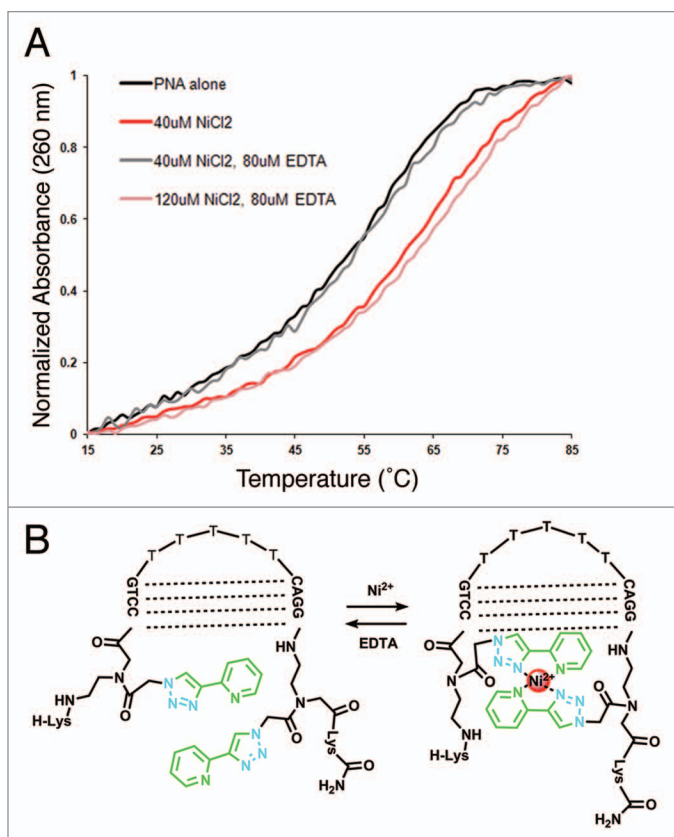 A
Normalized Absorbance (260 nm)
1
0.8
0.6
0.4
0.2
0
PNA alone
40uM NiCl2
40uM NiCl2, 80uM EDTA
120uM NiCl2, 80uM EDTA
15 25 35 45 55 65 75 85
Temperature (˚C)
B
T T T T T T
GTCC CAGG
O HN
N N
HN O
H-Lys
N N=N N
O O
N N N=N
Lys O
H₂N
Ni²⁺
EDTA
T T T T T T
GTCC CAGG
O HN
N N N N
O Ni²⁺
N N N N
NH N
H-Lys O O
Lys O
H₂N